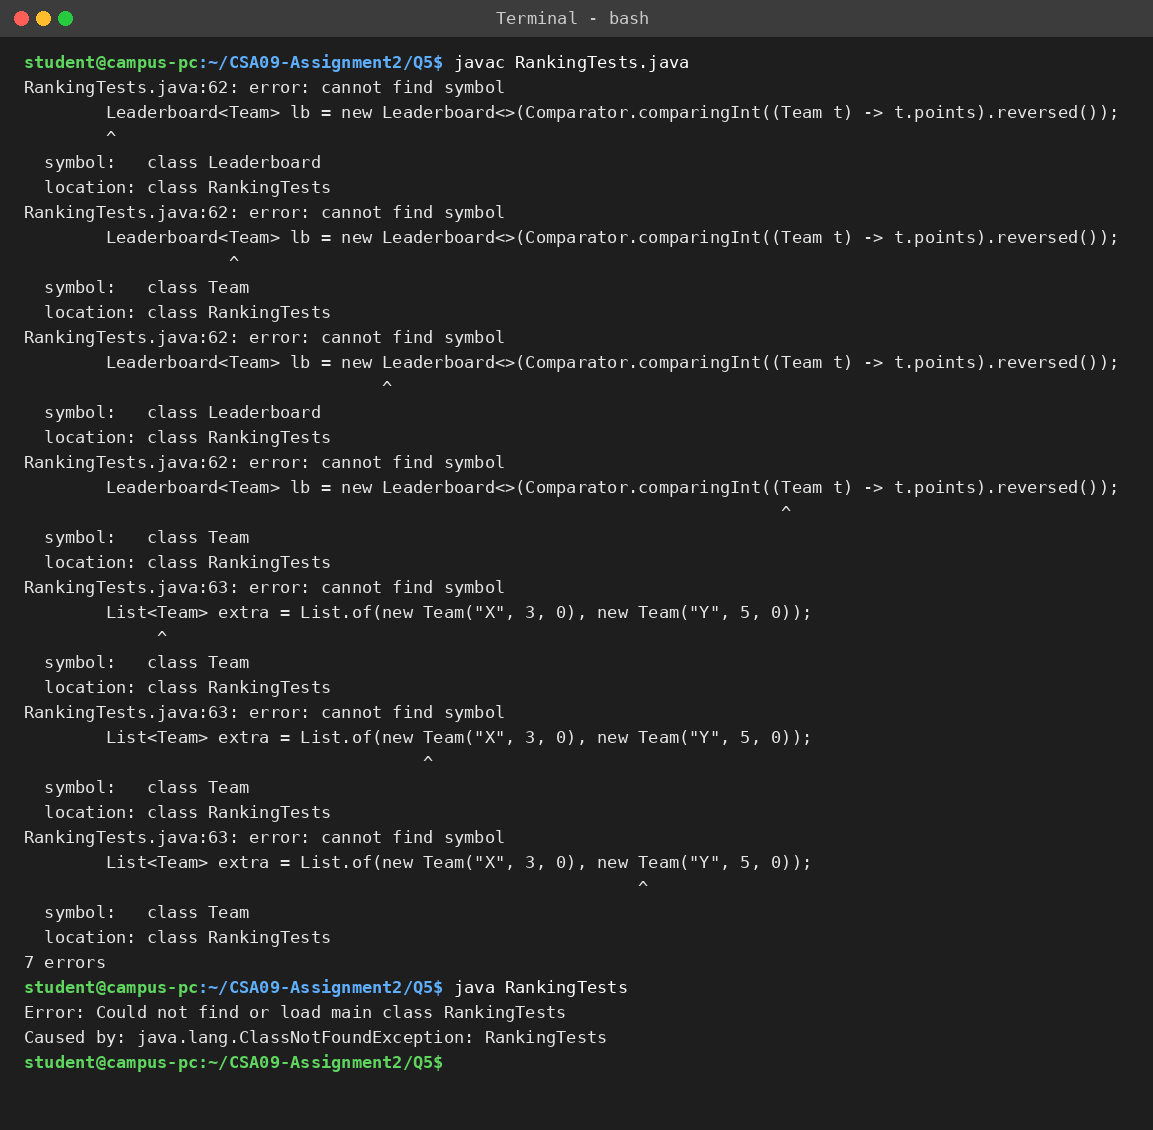 Terminal - bash
student@campus-pc:~/CSA09-Assignment2/Q5$ javac RankingTests.java
RankingTests.java:62: error: cannot find symbol
        Leaderboard<Team> lb = new Leaderboard<>(Comparator.comparingInt((Team t) -> t.points).reversed());
        ^
  symbol:   class Leaderboard
  location: class RankingTests
RankingTests.java:62: error: cannot find symbol
        Leaderboard<Team> lb = new Leaderboard<>(Comparator.comparingInt((Team t) -> t.points).reversed());
                    ^
  symbol:   class Team
  location: class RankingTests
RankingTests.java:62: error: cannot find symbol
        Leaderboard<Team> lb = new Leaderboard<>(Comparator.comparingInt((Team t) -> t.points).reversed());
                                   ^
  symbol:   class Leaderboard
  location: class RankingTests
RankingTests.java:62: error: cannot find symbol
        Leaderboard<Team> lb = new Leaderboard<>(Comparator.comparingInt((Team t) -> t.points).reversed());
                                                                          ^
  symbol:   class Team
  location: class RankingTests
RankingTests.java:63: error: cannot find symbol
        List<Team> extra = List.of(new Team("X", 3, 0), new Team("Y", 5, 0));
             ^
  symbol:   class Team
  location: class RankingTests
RankingTests.java:63: error: cannot find symbol
        List<Team> extra = List.of(new Team("X", 3, 0), new Team("Y", 5, 0));
                                       ^
  symbol:   class Team
  location: class RankingTests
RankingTests.java:63: error: cannot find symbol
        List<Team> extra = List.of(new Team("X", 3, 0), new Team("Y", 5, 0));
                                                            ^
  symbol:   class Team
  location: class RankingTests
7 errors
student@campus-pc:~/CSA09-Assignment2/Q5$ java RankingTests
Error: Could not find or load main class RankingTests
Caused by: java.lang.ClassNotFoundException: RankingTests
student@campus-pc:~/CSA09-Assignment2/Q5$